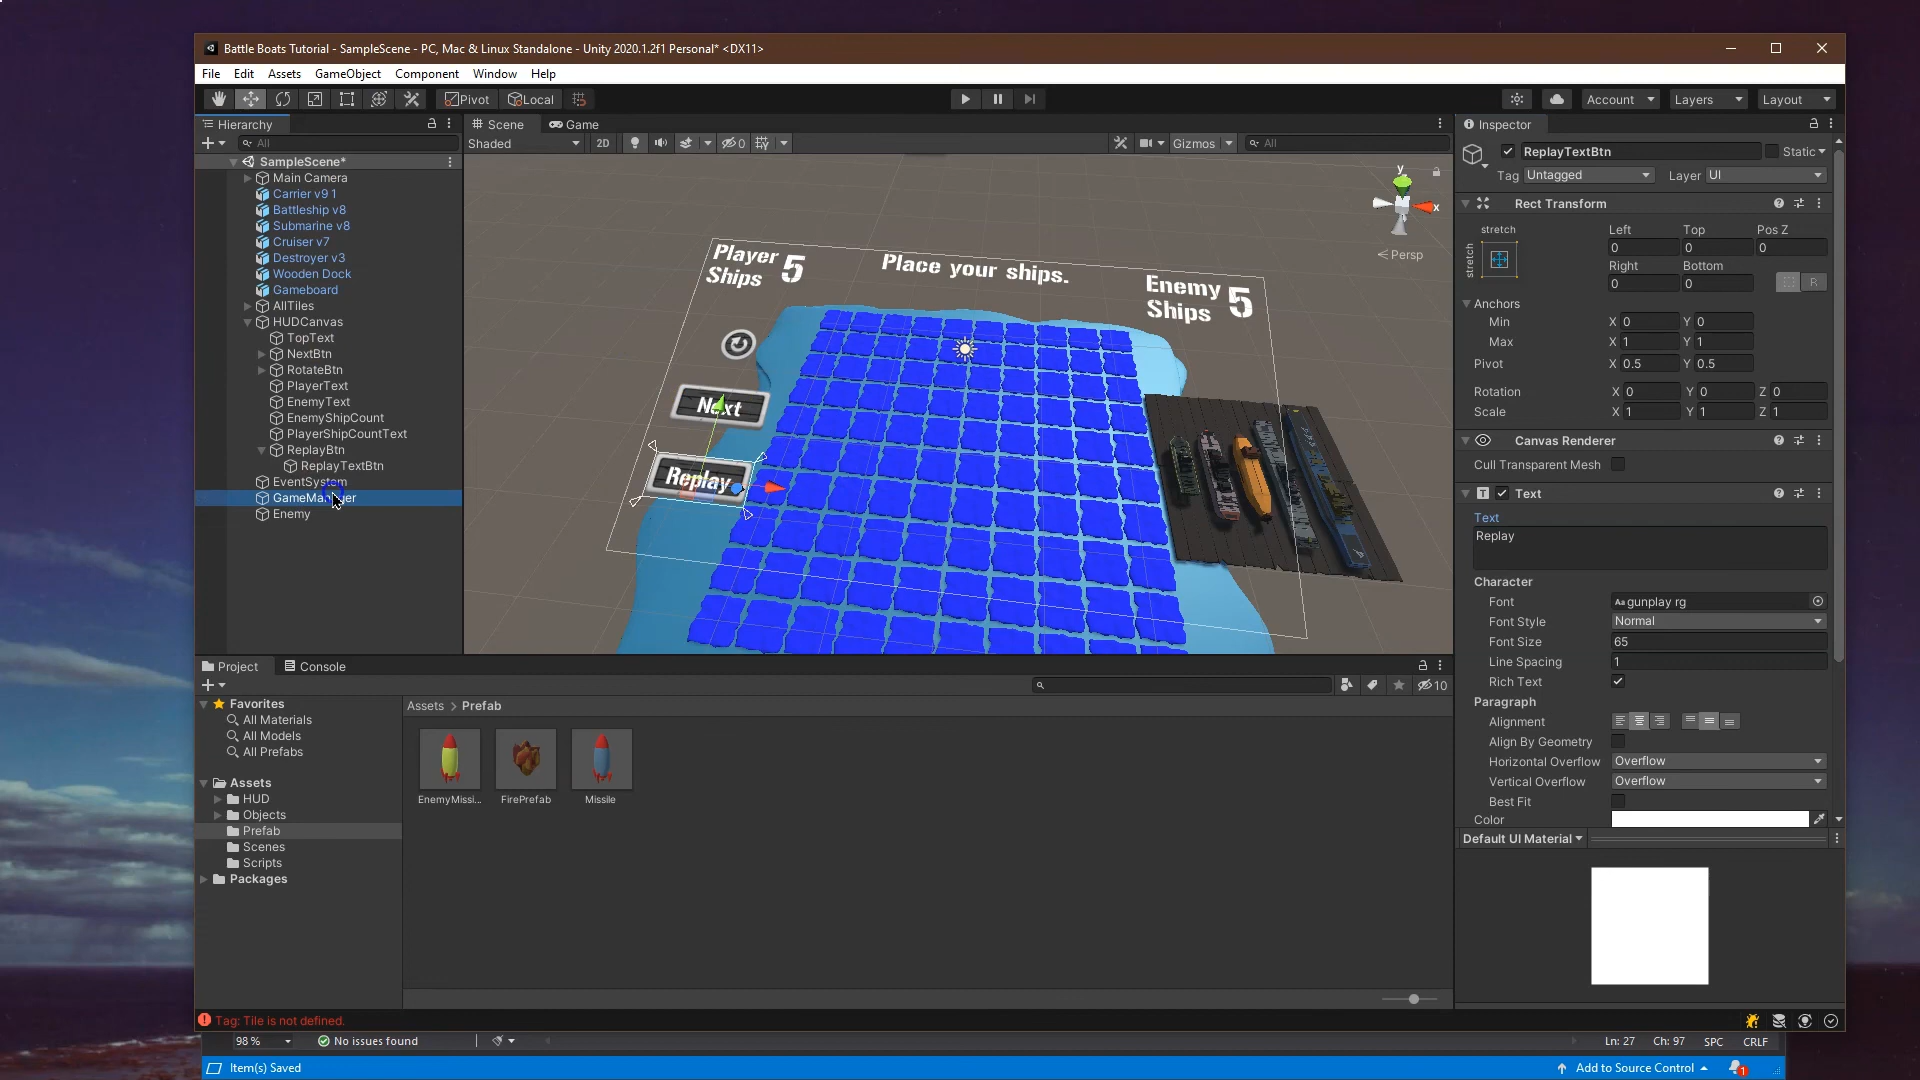 Battle Boats Tutorial - SampleScene - PC, Mac & Linux Standalone - Unity 2020.1.2f1 Personal* <DX11>
File Edit Assets GameObject Component Window Help
Pivot Local Account Layers Layout
Hierarchy
All
SampleScene*
Main Camera
Carrier v9 1
Battleship v8
Submarine v8
Cruiser v7
Destroyer v3
Wooden Dock
Gameboard
AllTiles
HUDCanvas
TopText
NextBtn
RotateBtn
PlayerText
EnemyText
EnemyShipCount
PlayerShipCountText
ReplayBtn
ReplayTextBtn
EventSystem
Enemy
Scene Game
Shaded 2D 0 Gizmos All
y
x
Persp
Player Ships 5
Place your ships.
Enemy Ships 5
Next
Replay
Inspector
ReplayTextBtn Static
Tag Untagged Layer UI
Rect Transform
stretch
stretch
Left Top Pos Z
0 0 0
Right Bottom
0 0
R
Anchors
Min X 0 Y 0
Max X 1 Y 1
Pivot X 0.5 Y 0.5
Rotation X 0 Y 0 Z 0
Scale X 1 Y 1 Z 1
Canvas Renderer
Cull Transparent Mesh
Text
Text
Replay
Character
Font Aa gunplay rg
Font Style Normal
Font Size 65
Line Spacing 1
Rich Text
Paragraph
Alignment
Align By Geometry
Horizontal Overflow Overflow
Vertical Overflow Overflow
Best Fit
Color
Default UI Material
Project Console
10
Favorites
All Materials
All Models
All Prefabs
Assets
HUD
Objects
Prefab
Scenes
Scripts
Packages
Assets > Prefab
EnemyMissi... FirePrefab Missile
Tag: Tile is not defined.
98 % No issues found Ln: 27 Ch: 97 SPC CRLF
Item(s) Saved Add to Source Control 1